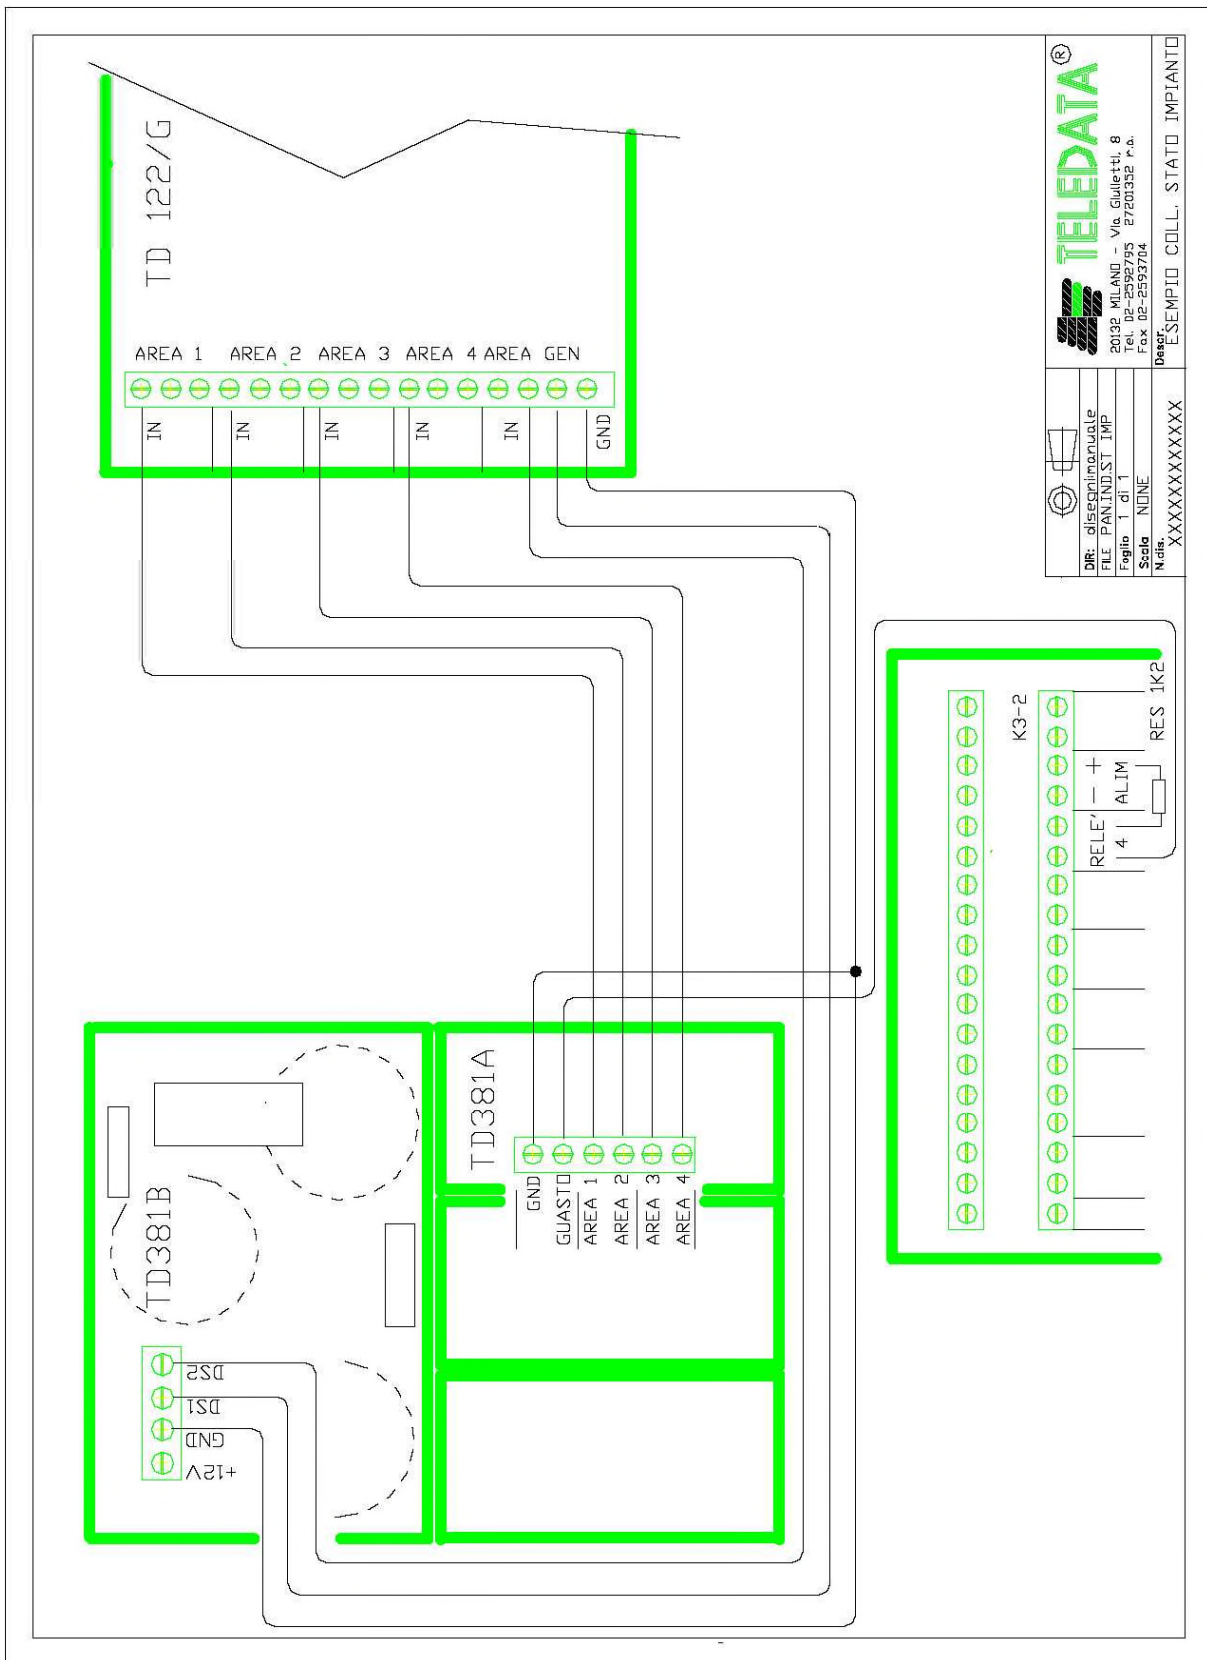 TD 122/G
AREA 1
AREA 2
AREA 3
AREA 4
AREA GEN
IN
IN
IN
IN
IN
GND
®
TELEDATA
20132 MILANO - Via Giulietti, 8
Tel. 02-2592795 27201352 r.a.
Fax 02-2593704
Descr.
ESEMPIO COLL. STATO IMPIANTO
DIR: disegnimanuale
FILE PAN.IND.ST IMP
Foglio 1 di 1
Scala NONE
N.dis.
XXXXXXXXXXX
K3-2
RES 1K2
+
-
ALIM
RELE'
4
TD381A
GND
GUASTO
AREA 1
AREA 2
AREA 3
AREA 4
TD381B
DS2
DS1
GND
+12V